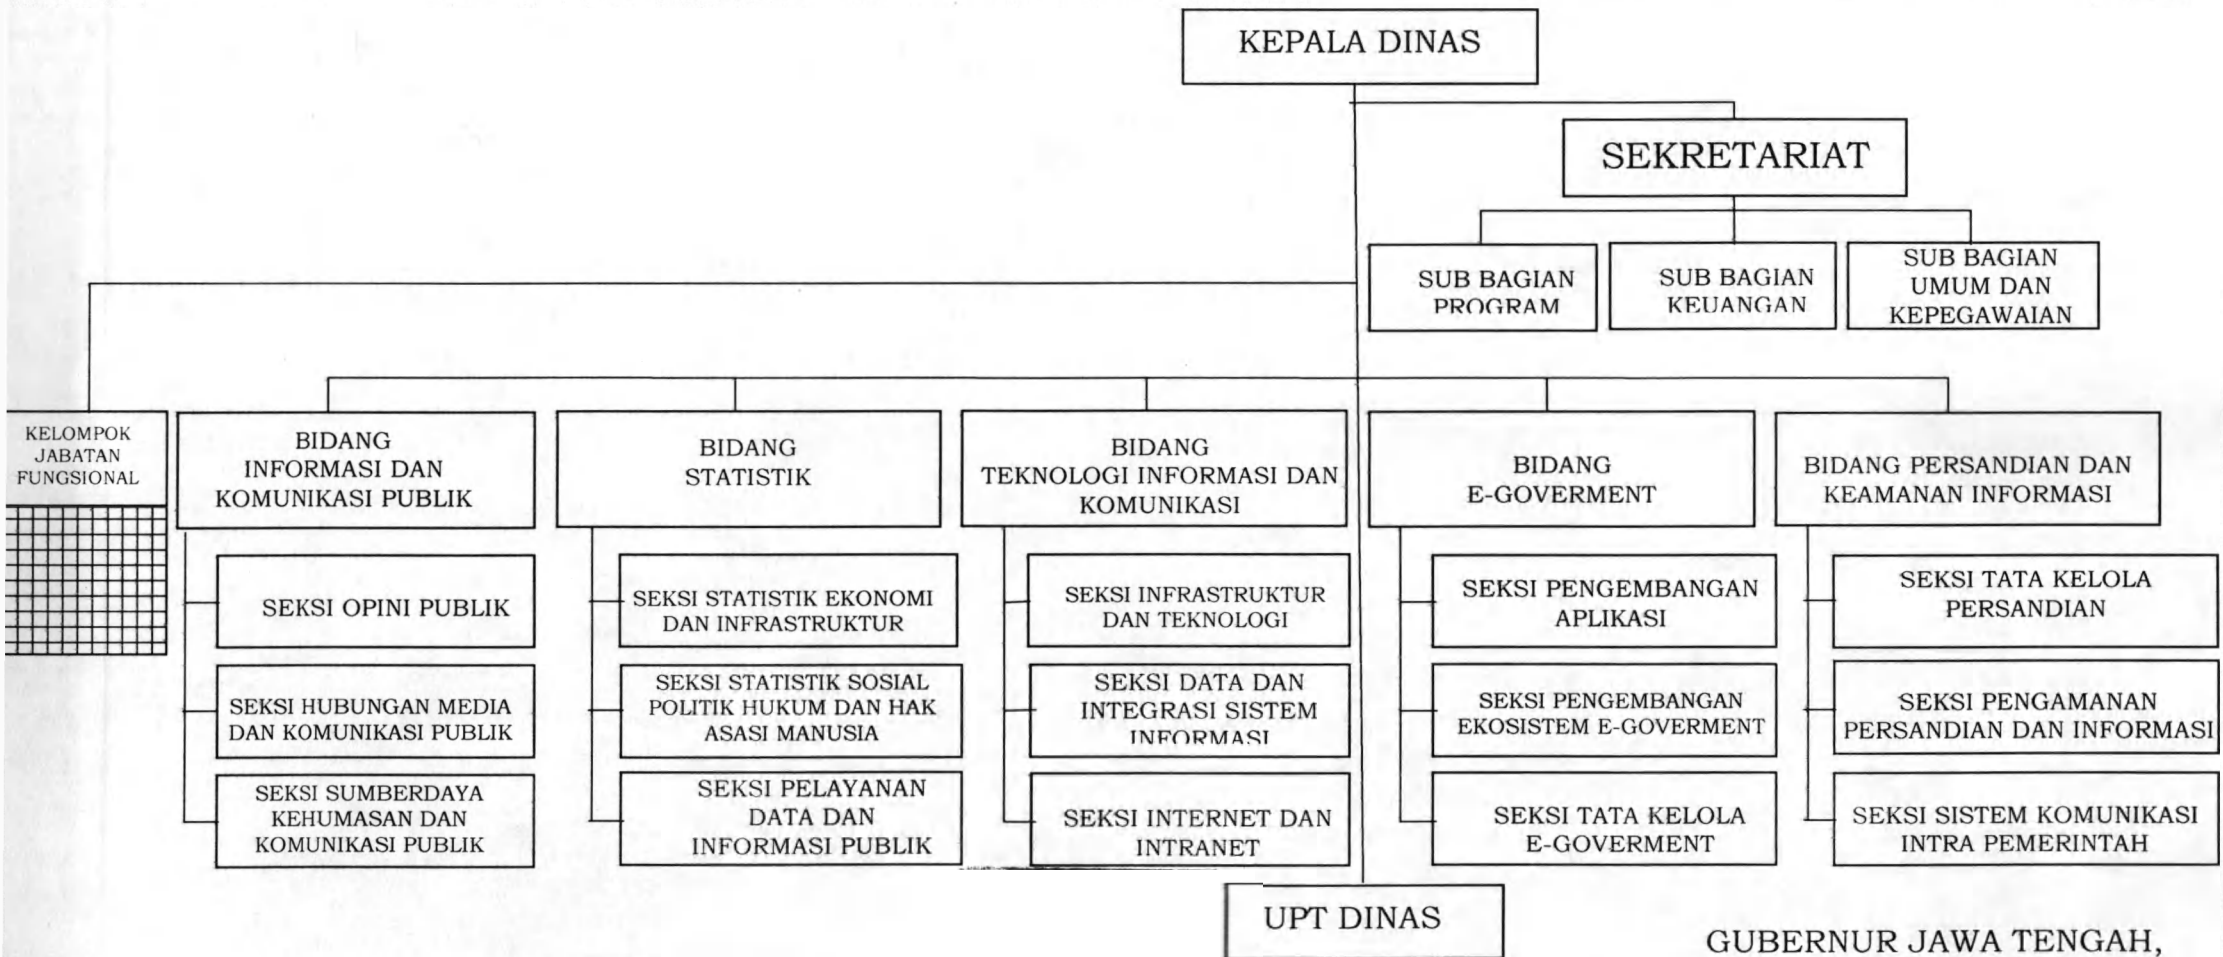 KEPALA DINAS
SEKRETARIAT
SUB BAGIAN
PROGRAM
SUB BAGIAN
KEUANGAN
SUB BAGIAN
UMUM DAN
KEPEGAWAIAN
KELOMPOK
JABATAN
FUNGSIONAL
BIDANG
INFORMASI DAN
KOMUNIKASI PUBLIK
SEKSI OPINI PUBLIK
SEKSI HUBUNGAN MEDIA
DAN KOMUNIKASI PUBLIK
SEKSI SUMBERDAYA
KEHUMASAN DAN
KOMUNIKASI PUBLIK
BIDANG
STATISTIK
SEKSI STATISTIK EKONOMI
DAN INFRASTRUKTUR
SEKSI STATISTIK SOSIAL
POLITIK HUKUM DAN HAK
ASASI MANUSIA
SEKSI PELAYANAN
DATA DAN
INFORMASI PUBLIK
BIDANG
TEKNOLOGI INFORMASI DAN
KOMUNIKASI
SEKSI INFRASTRUKTUR
DAN TEKNOLOGI
SEKSI DATA DAN
INTEGRASI SISTEM
INFORMASI
SEKSI INTERNET DAN
INTRANET
BIDANG
E-GOVERMENT
SEKSI PENGEMBANGAN
APLIKASI
SEKSI PENGEMBANGAN
EKOSISTEM E-GOVERMENT
SEKSI TATA KELOLA
E-GOVERMENT
BIDANG PERSANDIAN DAN
KEAMANAN INFORMASI
SEKSI TATA KELOLA
PERSANDIAN
SEKSI PENGAMANAN
PERSANDIAN DAN INFORMASI
SEKSI SISTEM KOMUNIKASI
INTRA PEMERINTAH
UPT DINAS
GUBERNUR JAWA TENGAH,